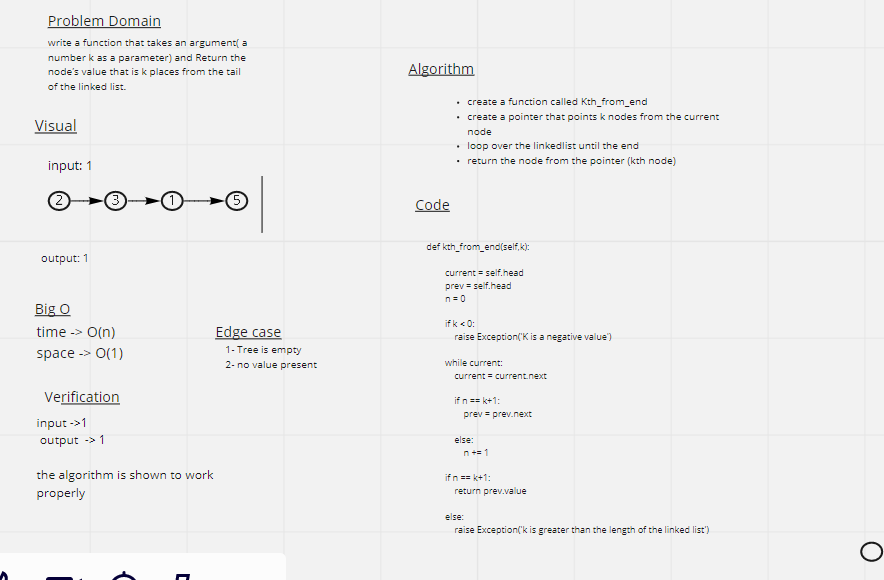 Problem Domain
write a function that takes an argument( a
number k as a parameter) and Return the
node's value that is k places from the tail
of the linked list.
Visual
input: 1
2 3 1 5
output: 1
Big O
time -> O(n)
space -> O(1)
Edge case
1- Tree is empty
2- no value present
Verification
input ->1
output -> 1
the algorithm is shown to work
properly
Algorithm
• create a function called Kth_from_end
• create a pointer that points k nodes from the current
node
• loop over the linkedlist until the end
• return the node from the pointer (kth node)
Code
def kth_from_end(self,k):
current = self.head
prev = self.head
n = 0
if k < 0:
raise Exception('K is a negative value')
while current:
current = current.next
if n == k+1:
prev = prev.next
else:
n += 1
if n == k+1:
return prev.value
else:
raise Exception('k is greater than the length of the linked list')